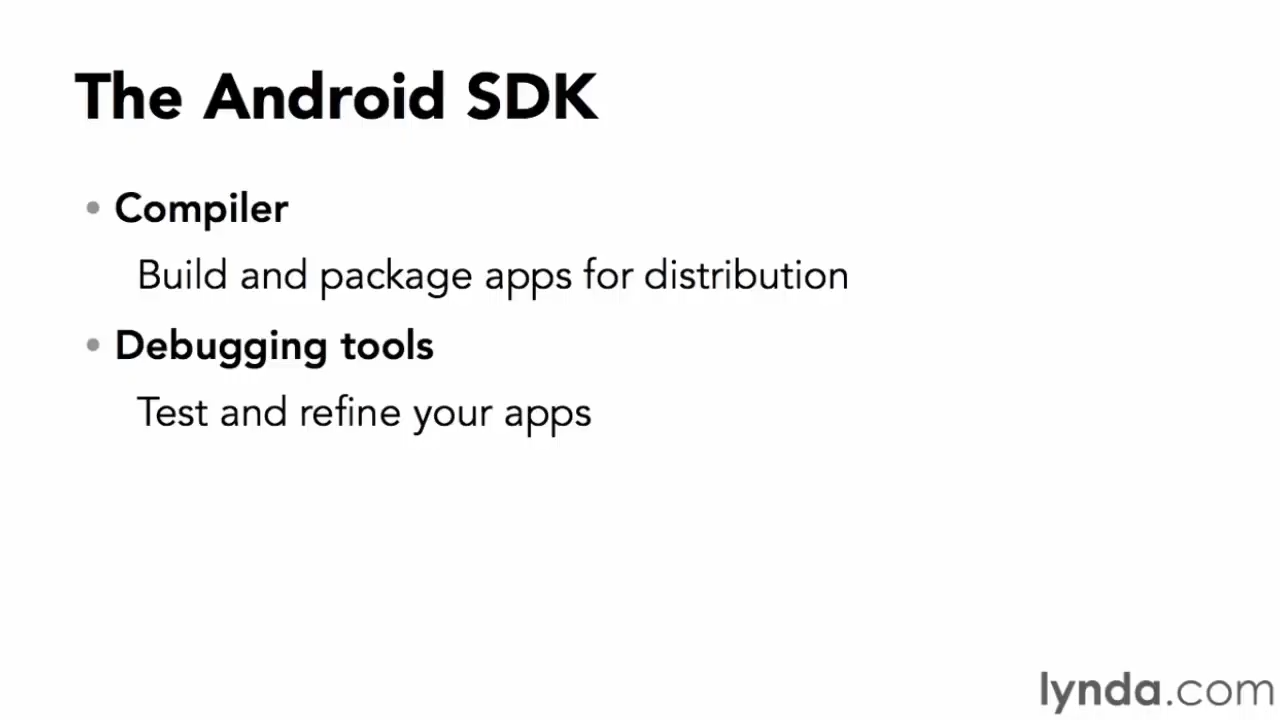 The Android SDK
• Compiler
Build and package apps for distribution
• Debugging tools
Test and refine your apps
lynda.com